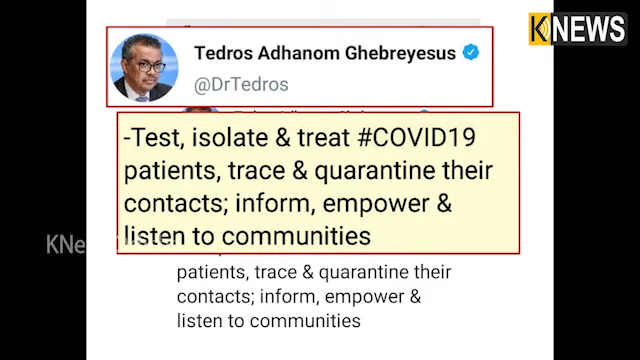 KNEWS
Tedros Adhanom Ghebreyesus
@DrTedros
-Test, isolate & treat #COVID19
patients, trace & quarantine their
contacts; inform, empower &
listen to communities
KNe
patients, trace & quarantine their
contacts; inform, empower &
listen to communities